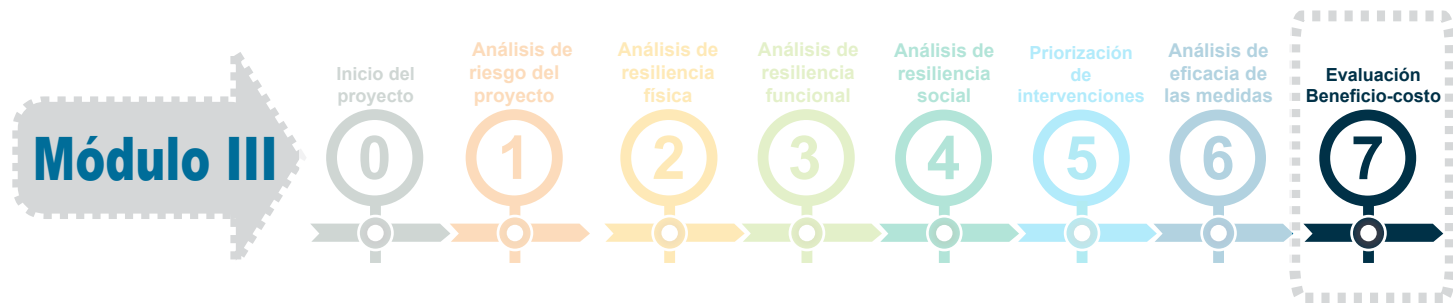 Módulo III
Inicio del
proyecto
0
Análisis de
riesgo del
proyecto
1
Análisis de
resiliencia
física
2
Análisis de
resiliencia
funcional
3
Análisis de
resiliencia
social
4
Priorización
de
intervenciones
5
Análisis de
eficacia de
las medidas
6
Evaluación
Beneficio-costo
7